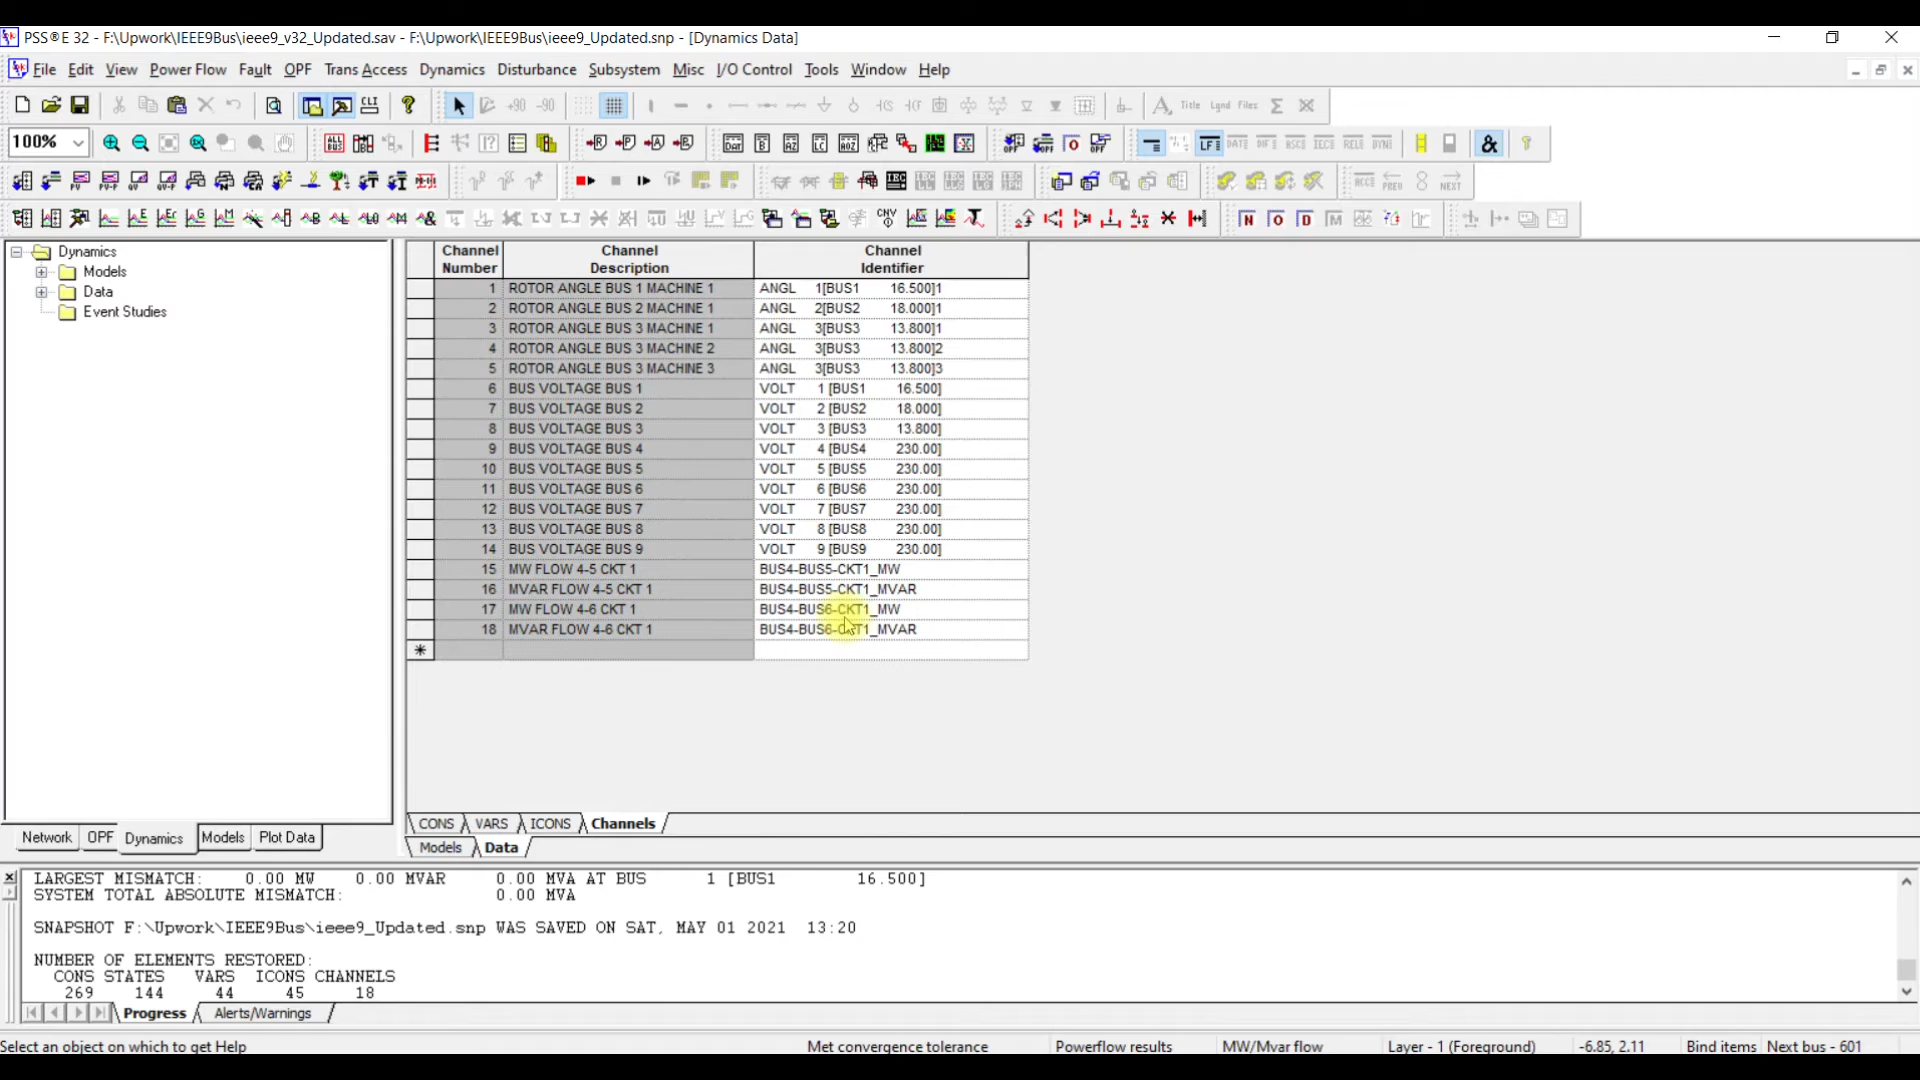 PSS®E 32 - F:\Upwork\IEEE9Bus\ieee9_v32_Updated.sav - F:\Upwork\IEEE9Bus\ieee9_Updated.snp - [Dynamics Data]
File Edit View Power Flow Fault OPF Trans Access Dynamics Disturbance Subsystem Misc I/O Control Tools Window Help
+90 -90 Title Lgnd Files
100%
Dynamics
Models
Data
Event Studies
Channel Number Channel Description Channel Identifier
1 ROTOR ANGLE BUS 1 MACHINE 1 ANGL 1[BUS1 16.500]1
2 ROTOR ANGLE BUS 2 MACHINE 1 ANGL 2[BUS2 18.000]1
3 ROTOR ANGLE BUS 3 MACHINE 1 ANGL 3[BUS3 13.800]1
4 ROTOR ANGLE BUS 3 MACHINE 2 ANGL 3[BUS3 13.800]2
5 ROTOR ANGLE BUS 3 MACHINE 3 ANGL 3[BUS3 13.800]3
6 BUS VOLTAGE BUS 1 VOLT 1 [BUS1 16.500]
7 BUS VOLTAGE BUS 2 VOLT 2 [BUS2 18.000]
8 BUS VOLTAGE BUS 3 VOLT 3 [BUS3 13.800]
9 BUS VOLTAGE BUS 4 VOLT 4 [BUS4 230.00]
10 BUS VOLTAGE BUS 5 VOLT 5 [BUS5 230.00]
11 BUS VOLTAGE BUS 6 VOLT 6 [BUS6 230.00]
12 BUS VOLTAGE BUS 7 VOLT 7 [BUS7 230.00]
13 BUS VOLTAGE BUS 8 VOLT 8 [BUS8 230.00]
14 BUS VOLTAGE BUS 9 VOLT 9 [BUS9 230.00]
15 MW FLOW 4-5 CKT 1 BUS4-BUS5-CKT1_MW
16 MVAR FLOW 4-5 CKT 1 BUS4-BUS5-CKT1_MVAR
17 MW FLOW 4-6 CKT 1 BUS4-BUS6-CKT1_MW
18 MVAR FLOW 4-6 CKT 1 BUS4-BUS6-CKT1_MVAR
CONS VARS ICONS Channels
Network OPF Dynamics Models Plot Data
Models Data
LARGEST MISMATCH: 0.00 MW 0.00 MVAR 0.00 MVA AT BUS 1 [BUS1 16.500]
SYSTEM TOTAL ABSOLUTE MISMATCH: 0.00 MVA
SNAPSHOT F:\Upwork\IEEE9Bus\ieee9_Updated.snp WAS SAVED ON SAT, MAY 01 2021 13:20
NUMBER OF ELEMENTS RESTORED:
CONS STATES VARS ICONS CHANNELS
269 144 44 45 18
Progress Alerts/Warnings
Select an object on which to get Help Met convergence tolerance Powerflow results MW/Mvar flow Layer - 1 (Foreground) -6.85, 2.11 Bind items Next bus - 601